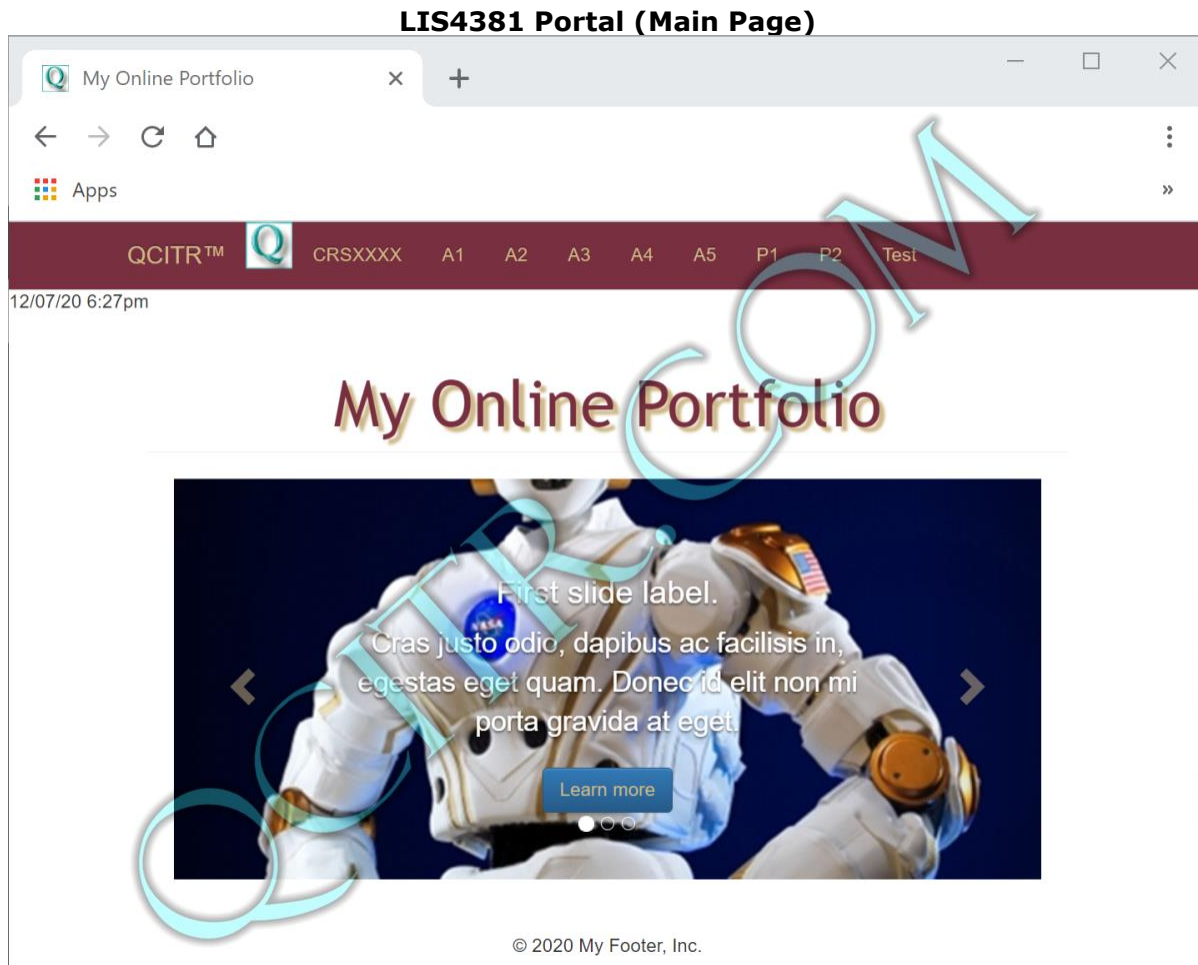 LIS4381 Portal (Main Page)
My Online Portfolio
Apps
QCITR™ Q CRSXXXX A1 A2 A3 A4 A5 P1 P2 Test
12/07/20 6:27pm
My Online Portfolio
NASA
First slide label.
Cras justo odio, dapibus ac facilisis in,
egestas eget quam. Donec id elit non mi
porta gravida at eget.
Learn more
© 2020 My Footer, Inc.
QCITR.COM